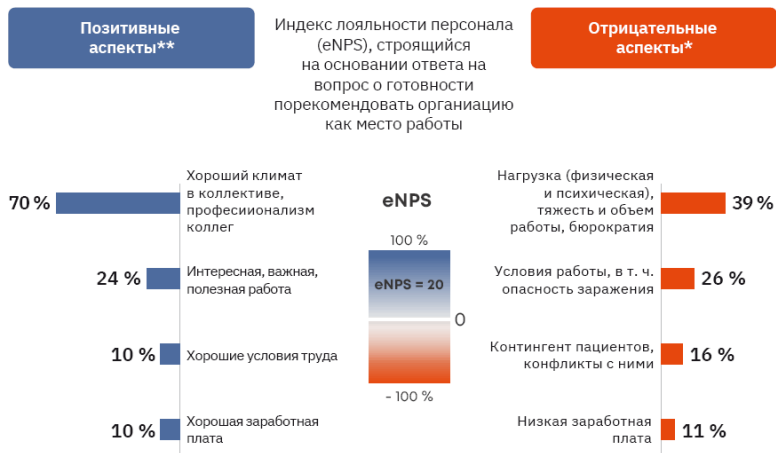 Позитивные
аспекты**
Индекс лояльности персонала
(eNPS), строящийся
на основании ответа на
вопрос о готовности
порекомендовать органиацию
как место работы
Отрицательные
аспекты*
70 %
Хороший климат
в коллективе,
професиионализм
коллег
24 %
Интересная, важная,
полезная работа
10 %
Хорошие условия труда
10 %
Хорошая заработная
плата
eNPS
100 %
eNPS = 20
0
- 100 %
Нагрузка (физическая
и психическая),
тяжесть и объем
работы, бюрократия
39 %
Условия работы, в т. ч.
опасность заражения
26 %
Контингент пациентов,
конфликты с ними
16 %
Низкая заработная
плата
11 %